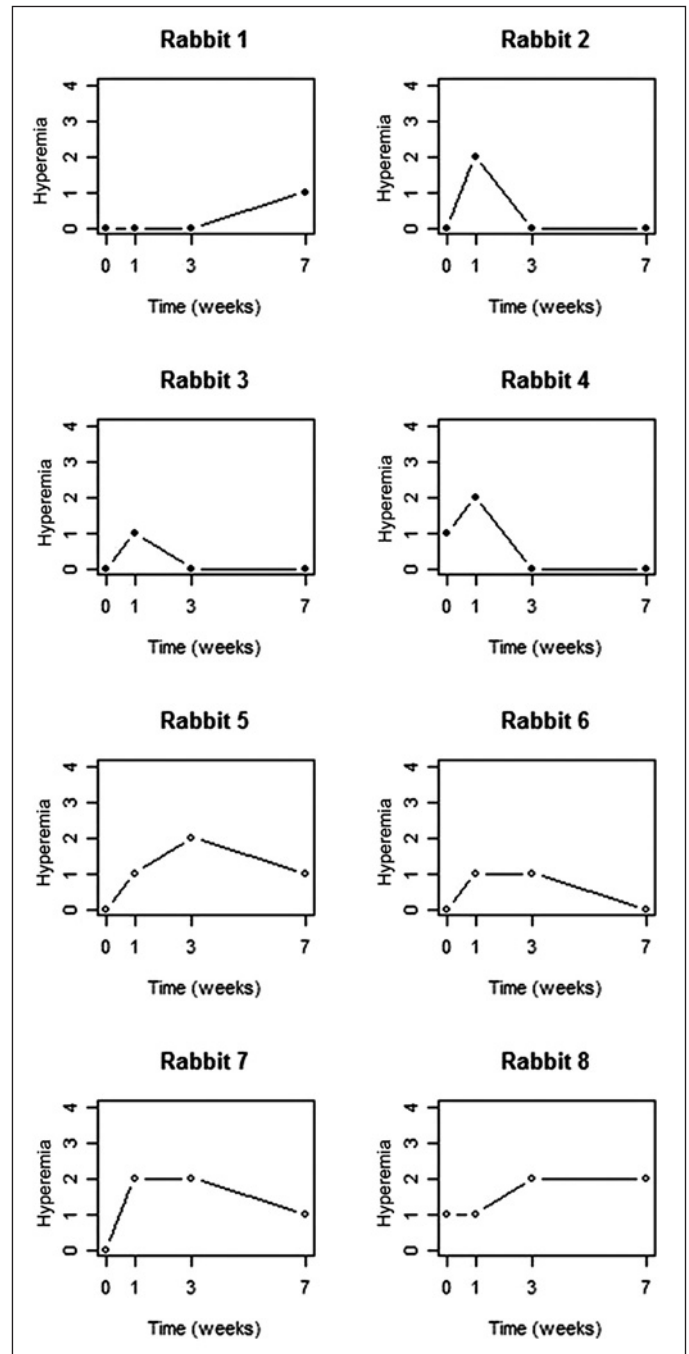 Rabbit 1
Hyperemia
4
3
2
1
0
0 1 3 7
Time (weeks)
Rabbit 2
Hyperemia
4
3
2
1
0
0 1 3 7
Time (weeks)
Rabbit 3
Hyperemia
4
3
2
1
0
0 1 3 7
Time (weeks)
Rabbit 4
Hyperemia
4
3
2
1
0
0 1 3 7
Time (weeks)
Rabbit 5
Hyperemia
4
3
2
1
0
0 1 3 7
Time (weeks)
Rabbit 6
Hyperemia
4
3
2
1
0
0 1 3 7
Time (weeks)
Rabbit 7
Hyperemia
4
3
2
1
0
0 1 3 7
Time (weeks)
Rabbit 8
Hyperemia
4
3
2
1
0
0 1 3 7
Time (weeks)